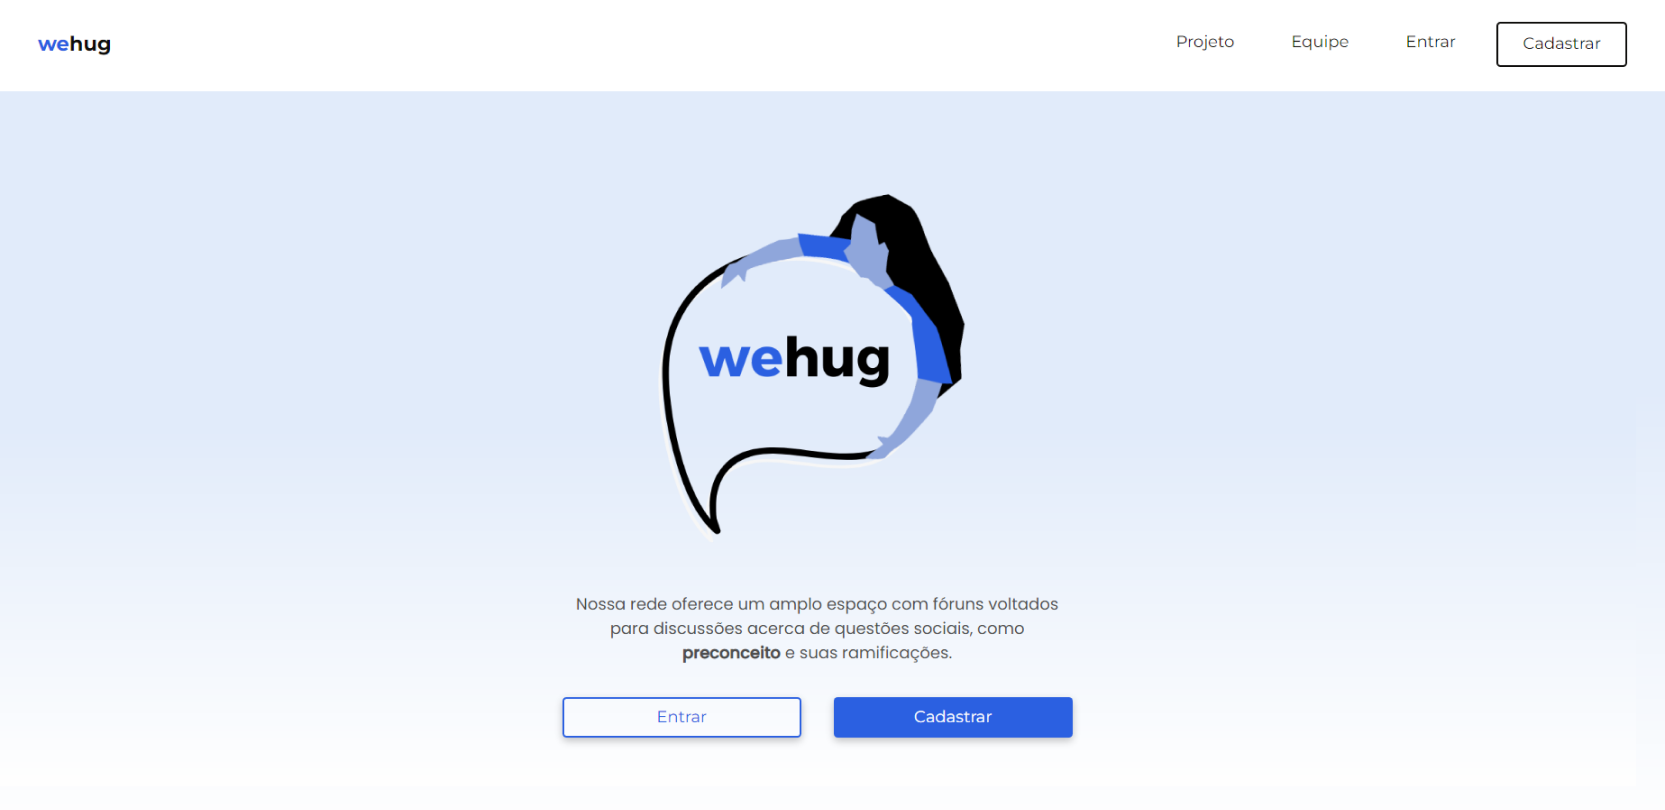 wehug
Projeto
Equipe
Entrar
Cadastrar
wehug
Nossa rede oferece um amplo espaço com fóruns voltados
para discussões acerca de questões sociais, como
preconceito e suas ramificações.
Entrar
Cadastrar